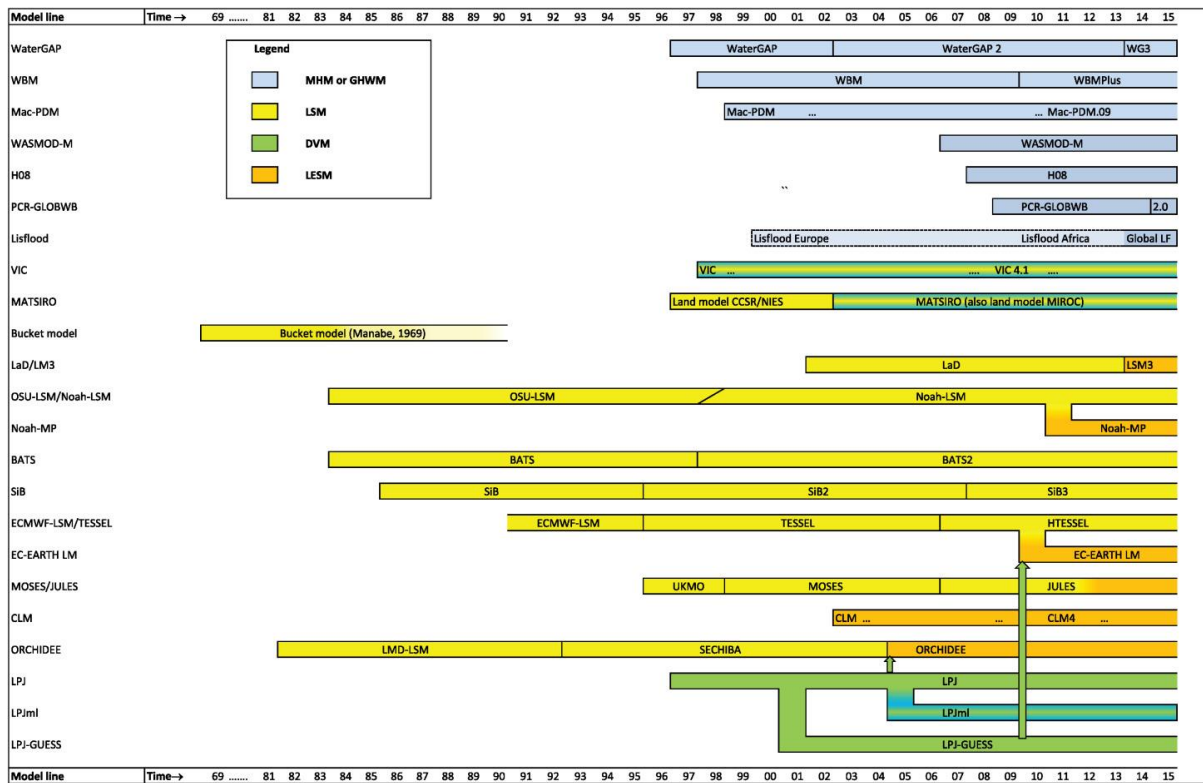 Model line Time → 69 ....... 81 82 83 84 85 86 87 88 89 90 91 92 93 94 95 96 97 98 99 00 01 02 03 04 05 06 07 08 09 10 11 12 13 14 15
WaterGAP Legend WaterGAP WaterGAP 2 WG3
WBM MHM or GHWM WBM WBMPlus
Mac-PDM LSM Mac-PDM ... ... Mac-PDM.09
WASMOD-M DVM WASMOD-M
H08 LESM H08
``
PCR-GLOBWB PCR-GLOBWB 2.0
Lisflood Lisflood Europe Lisflood Africa Global LF
VIC VIC ... .... VIC 4.1 ....
MATSIRO Land model CCSR/NIES MATSIRO (also land model MIROC)
Bucket model Bucket model (Manabe, 1969)
LaD/LM3 LaD LSM3
OSU-LSM/Noah-LSM OSU-LSM Noah-LSM
Noah-MP Noah-MP
BATS BATS BATS2
SiB SiB SiB2 SiB3
ECMWF-LSM/TESSEL ECMWF-LSM TESSEL HTESSEL
EC-EARTH LM EC-EARTH LM
MOSES/JULES UKMO MOSES JULES
CLM CLM ... ... CLM4 ...
ORCHIDEE LMD-LSM SECHIBA ORCHIDEE
LPJ LPJ
LPJml LPJml
LPJ-GUESS LPJ-GUESS
Model line Time→ 69 ....... 81 82 83 84 85 86 87 88 89 90 91 92 93 94 95 96 97 98 99 00 01 02 03 04 05 06 07 08 09 10 11 12 13 14 15